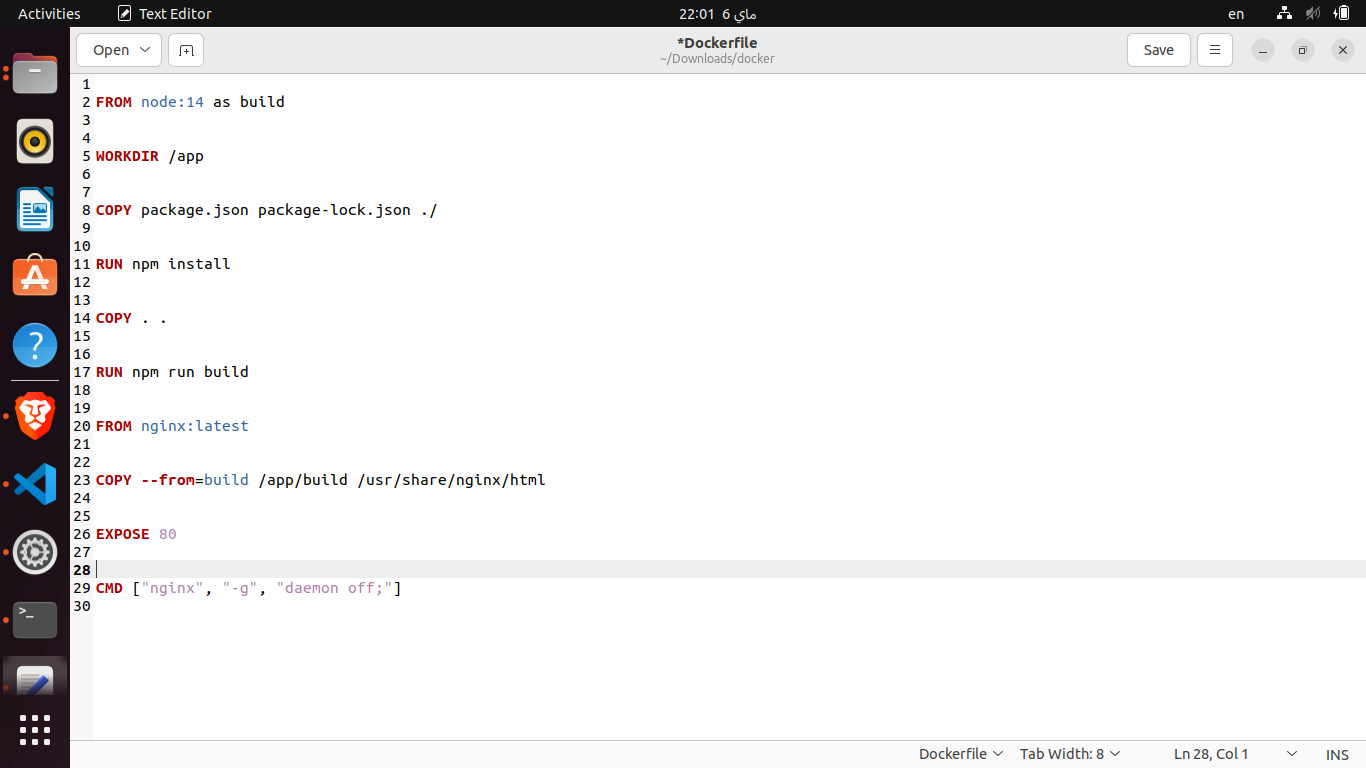 Activities Text Editor 22:01 6 ماي en
Open *Dockerfile Save
~/Downloads/docker
1
2 FROM node:14 as build
3
4
5 WORKDIR /app
6
7
8 COPY package.json package-lock.json ./
9
10
11 RUN npm install
12
13
14 COPY . .
15
16
17 RUN npm run build
18
19
20 FROM nginx:latest
21
22
23 COPY --from=build /app/build /usr/share/nginx/html
24
25
26 EXPOSE 80
27
28
29 CMD ["nginx", "-g", "daemon off;"]
30
Dockerfile Tab Width: 8 Ln 28, Col 1 INS